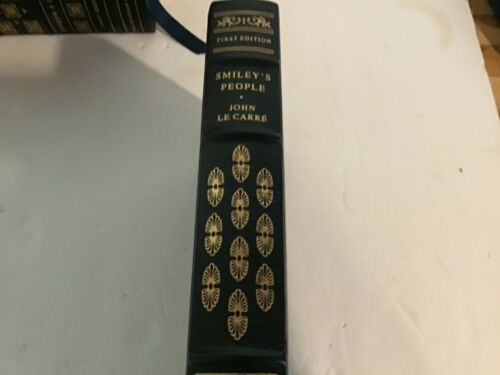 FIRST EDITION
SMILEY'S
PEOPLE
JOHN
LE CARRÉ